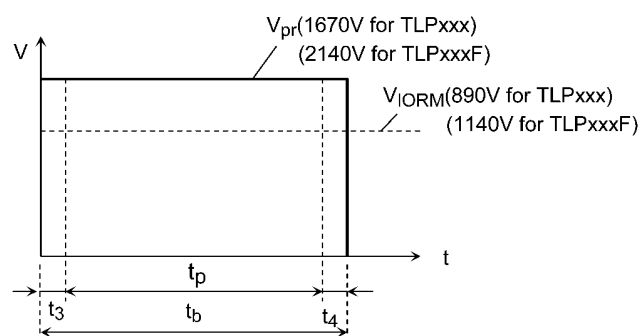 V
Vpr(1670V for TLPxxx)
(2140V for TLPxxxF)
VIORM(890V for TLPxxx)
(1140V for TLPxxxF)
t
tp
t3
tb
t4